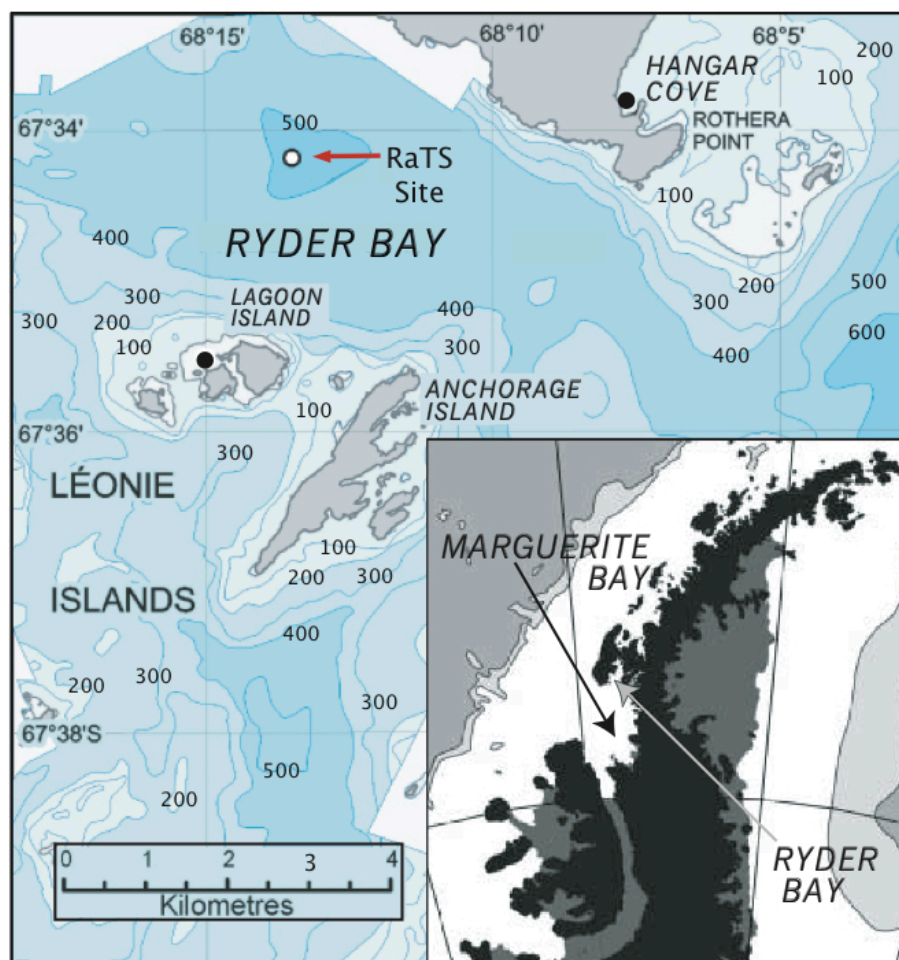 68°15'
68°10'
68°5'
200
HANGAR
COVE
100
67°34'
500
ROTHERA
POINT
RaTS
Site
100
400
RYDER BAY
500
200
300
LAGOON
ISLAND
300
400
300
200
600
300
400
100
ANCHORAGE
ISLAND
100
67°36'
300
LÉONIE
100
MARGUERITE
BAY
200
300
ISLANDS
400
300
300
200
67°38'S
500
200
0 1 2 3 4
Kilometres
RYDER
BAY